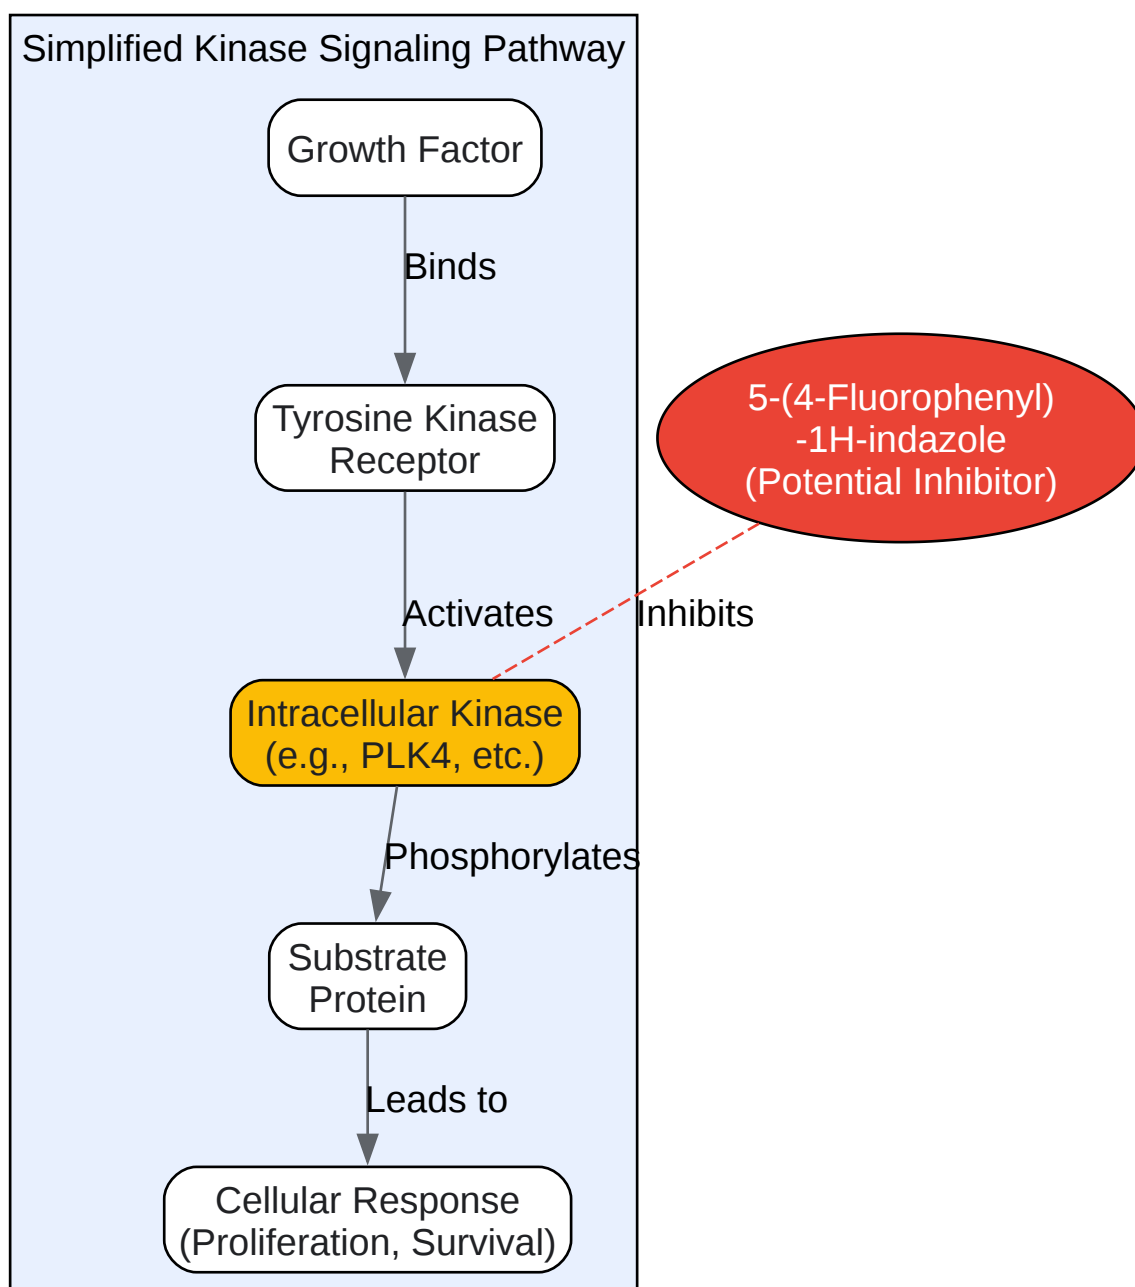 Simplified Kinase Signaling Pathway
Growth Factor
Binds
Tyrosine Kinase
Receptor
5-(4-Fluorophenyl)
-1H-indazole
(Potential Inhibitor)
Activates
Inhibits
Intracellular Kinase
(e.g., PLK4, etc.)
Phosphorylates
Substrate
Protein
Leads to
Cellular Response
(Proliferation, Survival)